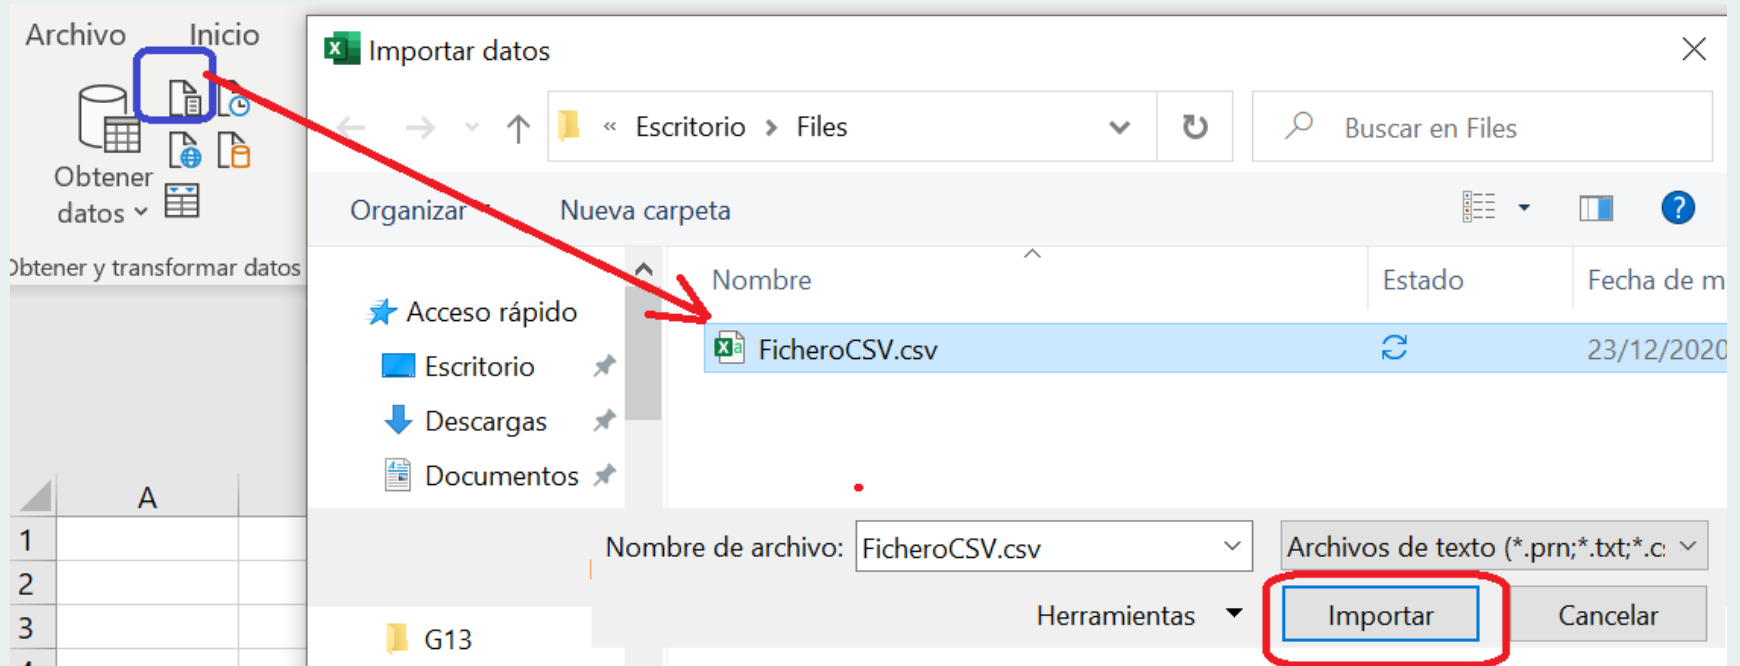 Archivo Inicio
Obtener
datos
Obtener y transformar datos
A
1
2
3
Importar datos
« Escritorio > Files
Buscar en Files
Organizar
Nueva carpeta
?
Nombre Estado Fecha de m
Acceso rápido
Escritorio
Descargas
Documentos
G13
FicheroCSV.csv 23/12/2020
Nombre de archivo: FicheroCSV.csv
Archivos de texto (*.prn;*.txt;*.c
Herramientas
Importar
Cancelar